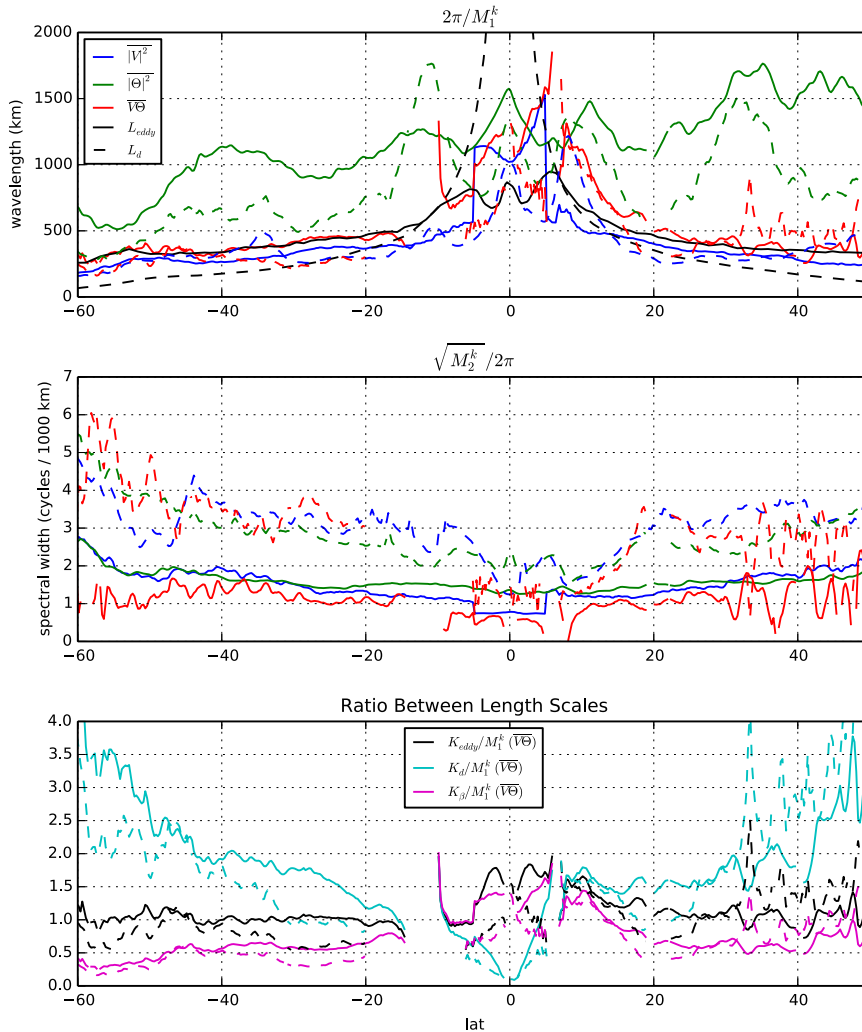 2π/M₁ᵏ
2000
1500
1000
500
0
wavelength (km)
|V|²
|Θ|²
VΘ
L_eddy
L_d
−60 −40 −20 0 20 40
√M₂ᵏ/2π
7
6
5
4
3
2
1
0
spectral width (cycles / 1000 km)
−60 −40 −20 0 20 40
Ratio Between Length Scales
4.0
3.5
3.0
2.5
2.0
1.5
1.0
0.5
0.0
K_eddy/M₁ᵏ (VΘ)
K_d/M₁ᵏ (VΘ)
K_β/M₁ᵏ (VΘ)
−60 −40 −20 0 20 40
lat